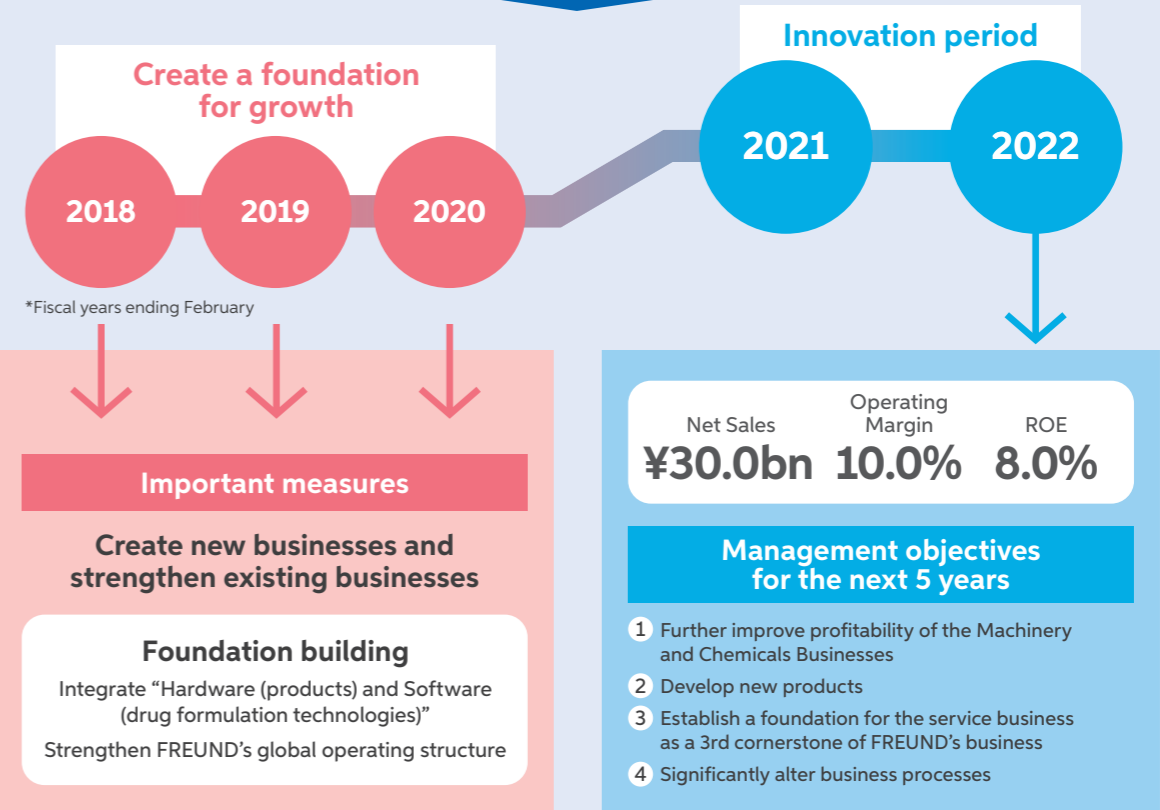 Create a foundation
for growth
2018
2019
2020
*Fiscal years ending February
Important measures
Create new businesses and
strengthen existing businesses
Foundation building
Integrate “Hardware (products) and Software
(drug formulation technologies)”
Strengthen FREUND’s global operating structure
Innovation period
2021
2022
Net Sales
¥30.0bn
Operating
Margin
10.0%
ROE
8.0%
Management objectives
for the next 5 years
1 Further improve profitability of the Machinery
and Chemicals Businesses
2 Develop new products
3 Establish a foundation for the service business
as a 3rd cornerstone of FREUND’s business
4 Significantly alter business processes